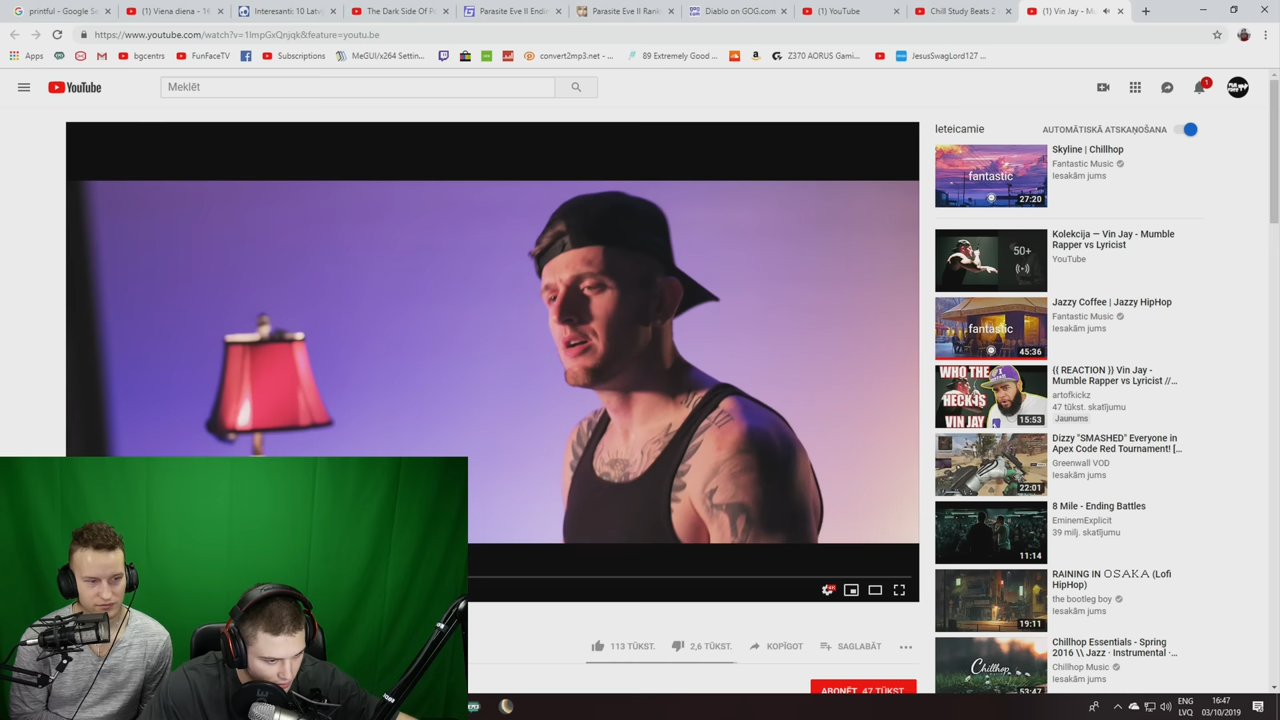 printful - Google Se
(1) Viena diena - 16
Interesanti: 10 Latv
The Dark Side Of P
Parasite Eve II Endi
Parasite Eve II Rank
Diablo on GOG.com
(1) YouTube
Chill Study Beats 2
(1) Vin Jay - M
https://www.youtube.com/watch?v=1ImpGxQnjqk&feature=youtu.be
Apps
bgcents
FunFaceTV
Subscriptions
MeGUI/x264 Settin...
convert2mp3.net - ...
89 Extremely Good ...
Z370 AORUS Gami...
JesusSwagLord127 ...
YouTube
Meklēt
1
Ieteicamie
AUTOMĀTISKĀ ATSKAŅOŠANA
fantastic
27:20
Skyline | Chillhop
Fantastic Music
Iesakām jums
50+
Kolekcija — Vin Jay - Mumble
Rapper vs Lyricist
YouTube
fantastic
45:36
Jazzy Coffee | Jazzy HipHop
Fantastic Music
Iesakām jums
WHO THE
HECK IS
VIN JAY
15:53
(( REACTION )) Vin Jay -
Mumble Rapper vs Lyricist //...
artofkickz
47 tūkst. skatījumu
Jaunums
22:01
Dizzy "SMASHED" Everyone in
Apex Code Red Tournament! [...
Greenwall VOD
Iesakām jums
11:14
8 Mile - Ending Battles
EminemExplicit
39 milj. skatījumu
19:11
RAINING IN ＯＳＡＫＡ (Lofi
HipHop)
the bootleg boy
Iesakām jums
Chillhop
53:47
Chillhop Essentials - Spring
2016 \\ Jazz · Instrumental ·...
Chillhop Music
Iesakām jums
113 TŪKST.
2,6 TŪKST.
KOPĪGOT
SAGLABĀT
ABONĒT 47 TŪKST.
ENG
LVQ
16:47
03/10/2019